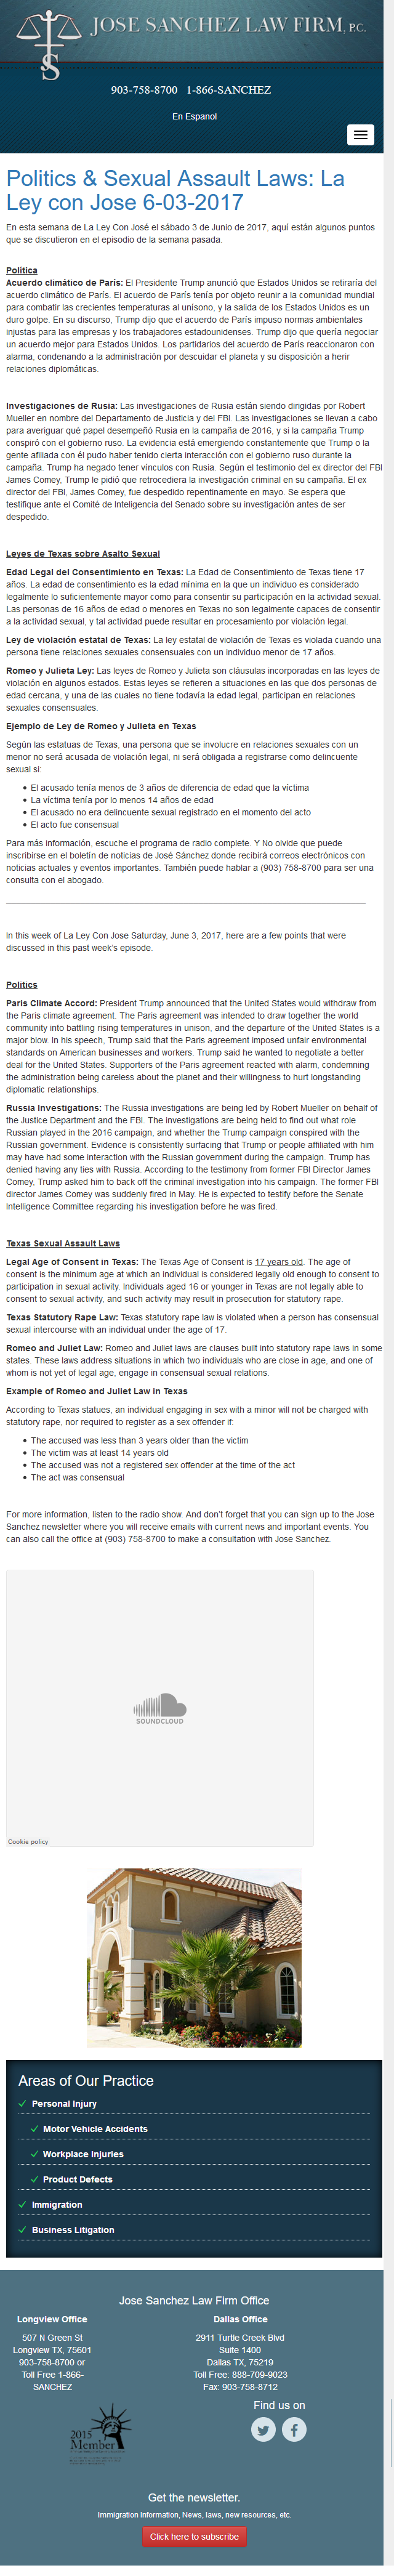 JOSE SANCHEZ LAW FIRM, P.C.
JS
903-758-8700 1-866-SANCHEZ
En Espanol
Politics & Sexual Assault Laws: La
Ley con Jose 6-03-2017
En esta semana de La Ley Con José el sábado 3 de Junio de 2017, aquí están algunos puntos
que se discutieron en el episodio de la semana pasada.
Política
Acuerdo climático de París: El Presidente Trump anunció que Estados Unidos se retiraría del
acuerdo climático de París. El acuerdo de París tenía por objeto reunir a la comunidad mundial
para combatir las crecientes temperaturas al unísono, y la salida de los Estados Unidos es un
duro golpe. En su discurso, Trump dijo que el acuerdo de París impuso normas ambientales
injustas para las empresas y los trabajadores estadounidenses. Trump dijo que quería negociar
un acuerdo mejor para Estados Unidos. Los partidarios del acuerdo de París reaccionaron con
alarma, condenando a la administración por descuidar el planeta y su disposición a herir
relaciones diplomáticas.
Investigaciones de Rusia: Las investigaciones de Rusia están siendo dirigidas por Robert
Mueller en nombre del Departamento de Justicia y del FBI. Las investigaciones se llevan a cabo
para averiguar qué papel desempeñó Rusia en la campaña de 2016, y si la campaña Trump
conspiró con el gobierno ruso. La evidencia está emergiendo constantemente que Trump o la
gente afiliada con él pudo haber tenido cierta interacción con el gobierno ruso durante la
campaña. Trump ha negado tener vínculos con Rusia. Según el testimonio del ex director del FBI
James Comey, Trump le pidió que retrocediera la investigación criminal en su campaña. El ex
director del FBI, James Comey, fue despedido repentinamente en mayo. Se espera que
testifique ante el Comité de Inteligencia del Senado sobre su investigación antes de ser
despedido.
Leyes de Texas sobre Asalto Sexual
Edad Legal del Consentimiento en Texas: La Edad de Consentimiento de Texas tiene 17
años. La edad de consentimiento es la edad mínima en la que un individuo es considerado
legalmente lo suficientemente mayor como para consentir su participación en la actividad sexual.
Las personas de 16 años de edad o menores en Texas no son legalmente capaces de consentir
a la actividad sexual, y tal actividad puede resultar en procesamiento por violación legal.
Ley de violación estatal de Texas: La ley estatal de violación de Texas es violada cuando una
persona tiene relaciones sexuales consensuales con un individuo menor de 17 años.
Romeo y Julieta Ley: Las leyes de Romeo y Julieta son cláusulas incorporadas en las leyes de
violación en algunos estados. Estas leyes se refieren a situaciones en las que dos personas de
edad cercana, y una de las cuales no tiene todavía la edad legal, participan en relaciones
sexuales consensuales.
Ejemplo de Ley de Romeo y Julieta en Texas
Según las estatuas de Texas, una persona que se involucre en relaciones sexuales con un
menor no será acusada de violación legal, ni será obligada a registrarse como delincuente
sexual si:
• El acusado tenía menos de 3 años de diferencia de edad que la víctima
• La víctima tenía por lo menos 14 años de edad
• El acusado no era delincuente sexual registrado en el momento del acto
• El acto fue consensual
Para más información, escuche el programa de radio completo. Y No olvide que puede
inscribirse en el boletín de noticias de José Sánchez donde recibirá correos electrónicos con
noticias actuales y eventos importantes. También puede hablar a (903) 758-8700 para ser una
consulta con el abogado.
In this week of La Ley Con Jose Saturday, June 3, 2017, here are a few points that were
discussed in this past week's episode.
Politics
Paris Climate Accord: President Trump announced that the United States would withdraw from
the Paris climate agreement. The Paris agreement was intended to draw together the world
community into battling rising temperatures in unison, and the departure of the United States is a
major blow. In his speech, Trump said that the Paris agreement imposed unfair environmental
standards on American businesses and workers. Trump said he wanted to negotiate a better
deal for the United States. Supporters of the Paris agreement reacted with alarm, condemning
the administration being careless about the planet and their willingness to hurt longstanding
diplomatic relationships.
Russia Investigations: The Russia investigations are being led by Robert Mueller on behalf of
the Justice Department and the FBI. The investigations are being held to find out what role
Russian played in the 2016 campaign, and whether the Trump campaign conspired with the
Russian government. Evidence is consistently surfacing that Trump or people affiliated with him
may have had some interaction with the Russian government during the campaign. Trump has
denied having any ties with Russia. According to the testimony from former FBI Director James
Comey, Trump asked him to back off the criminal investigation into his campaign. The former FBI
director James Comey was suddenly fired in May. He is expected to testify before the Senate
Intelligence Committee regarding his investigation before he was fired.
Texas Sexual Assault Laws
Legal Age of Consent in Texas: The Texas Age of Consent is 17 years old. The age of
consent is the minimum age at which an individual is considered legally old enough to consent to
participation in sexual activity. Individuals aged 16 or younger in Texas are not legally able to
consent to sexual activity, and such activity may result in prosecution for statutory rape.
Texas Statutory Rape Law: Texas statutory rape law is violated when a person has consensual
sexual intercourse with an individual under the age of 17.
Romeo and Juliet Law: Romeo and Juliet laws are clauses built into statutory rape laws in some
states. These laws address situations in which two individuals who are close in age, and one of
whom is not yet of legal age, engage in consensual sexual relations.
Example of Romeo and Juliet Law in Texas
According to Texas statues, an individual engaging in sex with a minor will not be charged with
statutory rape, nor required to register as a sex offender if:
• The accused was less than 3 years older than the victim
• The victim was at least 14 years old
• The accused was not a registered sex offender at the time of the act
• The act was consensual
For more information, listen to the radio show. And don't forget that you can sign up to the Jose
Sanchez newsletter where you will receive emails with current news and important events. You
can also call the office at (903) 758-8700 to make a consultation with Jose Sanchez.
SOUNDCLOUD
Cookie policy
Areas of Our Practice
Personal Injury
Motor Vehicle Accidents
Workplace Injuries
Product Defects
Immigration
Business Litigation
Jose Sanchez Law Firm Office
Longview Office
507 N Green St
Longview TX, 75601
903-758-8700 or
Toll Free 1-866-
SANCHEZ
Dallas Office
2911 Turtle Creek Blvd
Suite 1400
Dallas TX, 75219
Toll Free: 888-709-9023
Fax: 903-758-8712
2015
Member
Find us on
Get the newsletter.
Immigration Information, News, laws, new resources, etc.
Click here to subscribe